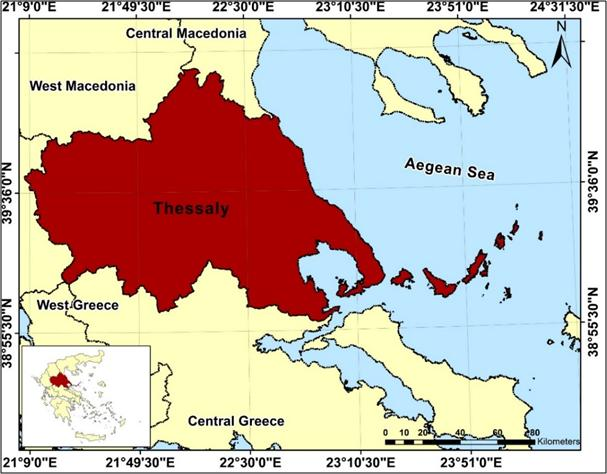 21°9'0"E 21°49'30"E 22°30'0"E 23°10'30"E 23°51'0"E 24°31'30"E
Central Macedonia
N
West Macedonia
Aegean Sea
39°36'0"N 39°36'0"N
Thessaly
West Greece
38°55'30"N 38°55'30"N
Central Greece
0 10 20 40 60 80
Kilometers
21°9'0"E 21°49'30"E 22°30'0"E 23°10'30"E 23°51'0"E